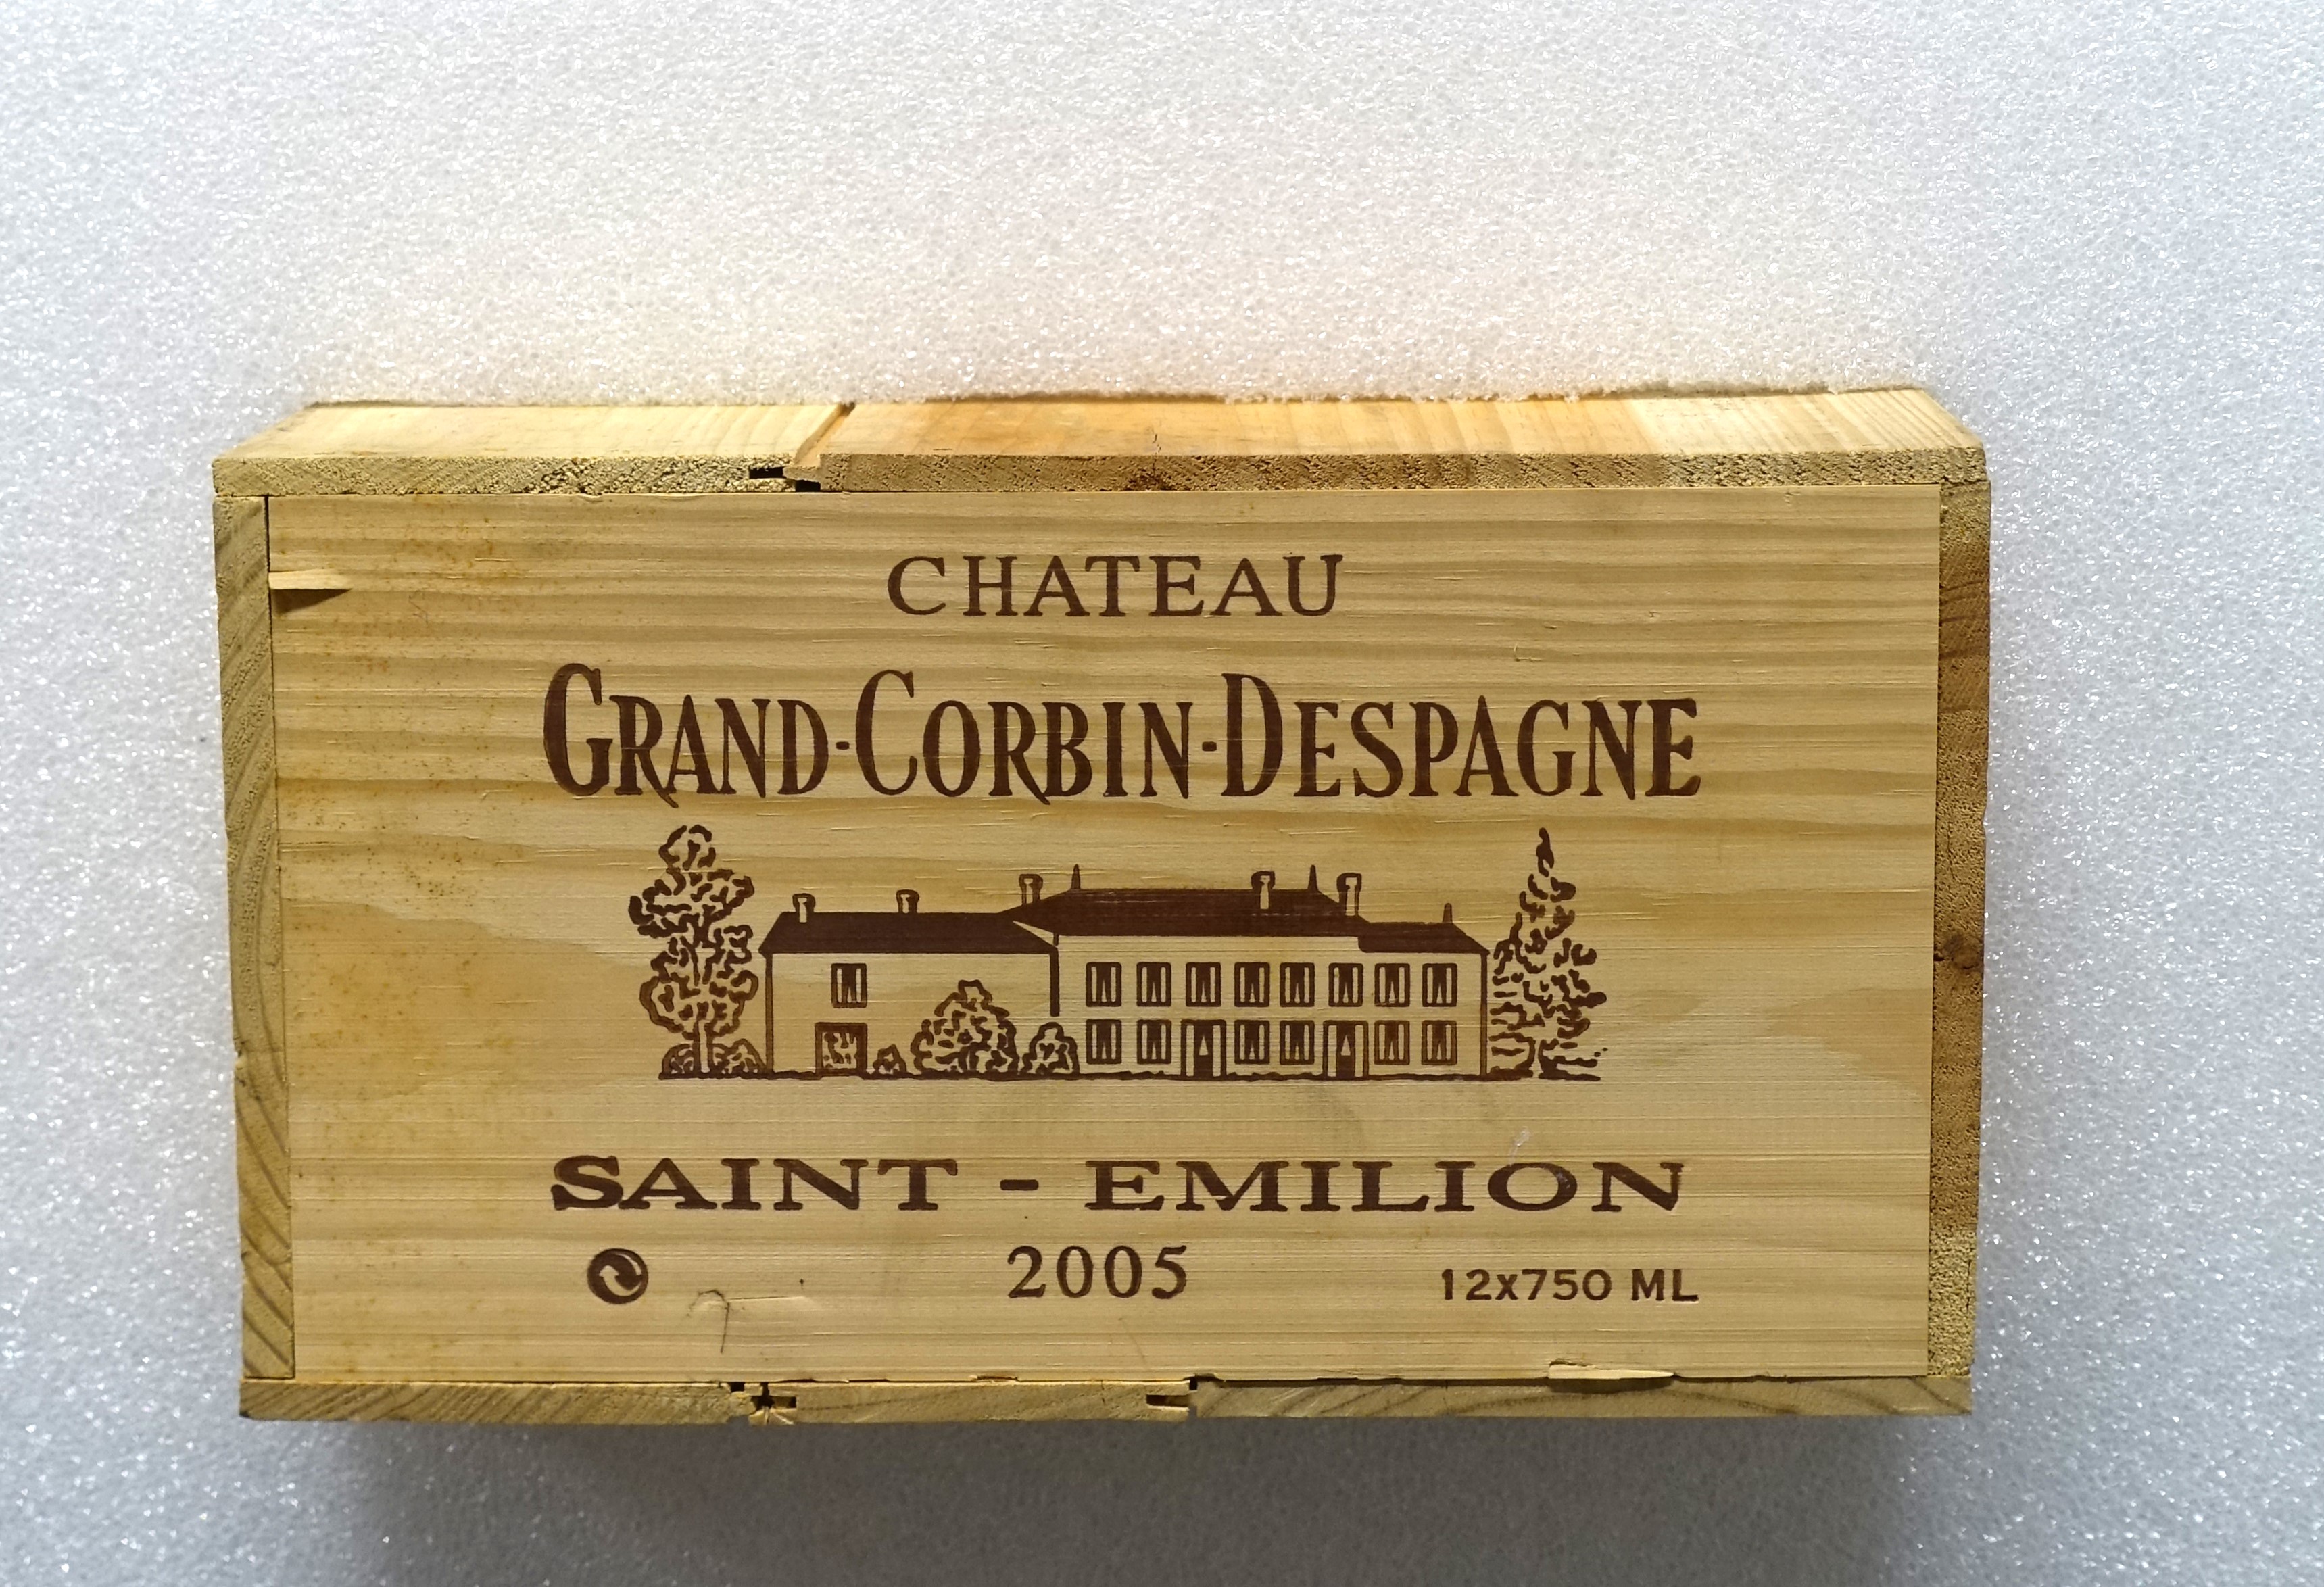 CHATEAU
GRAND-CORBIN-DESPAGNE
SAINT - EMILION
2005
12x750 ML